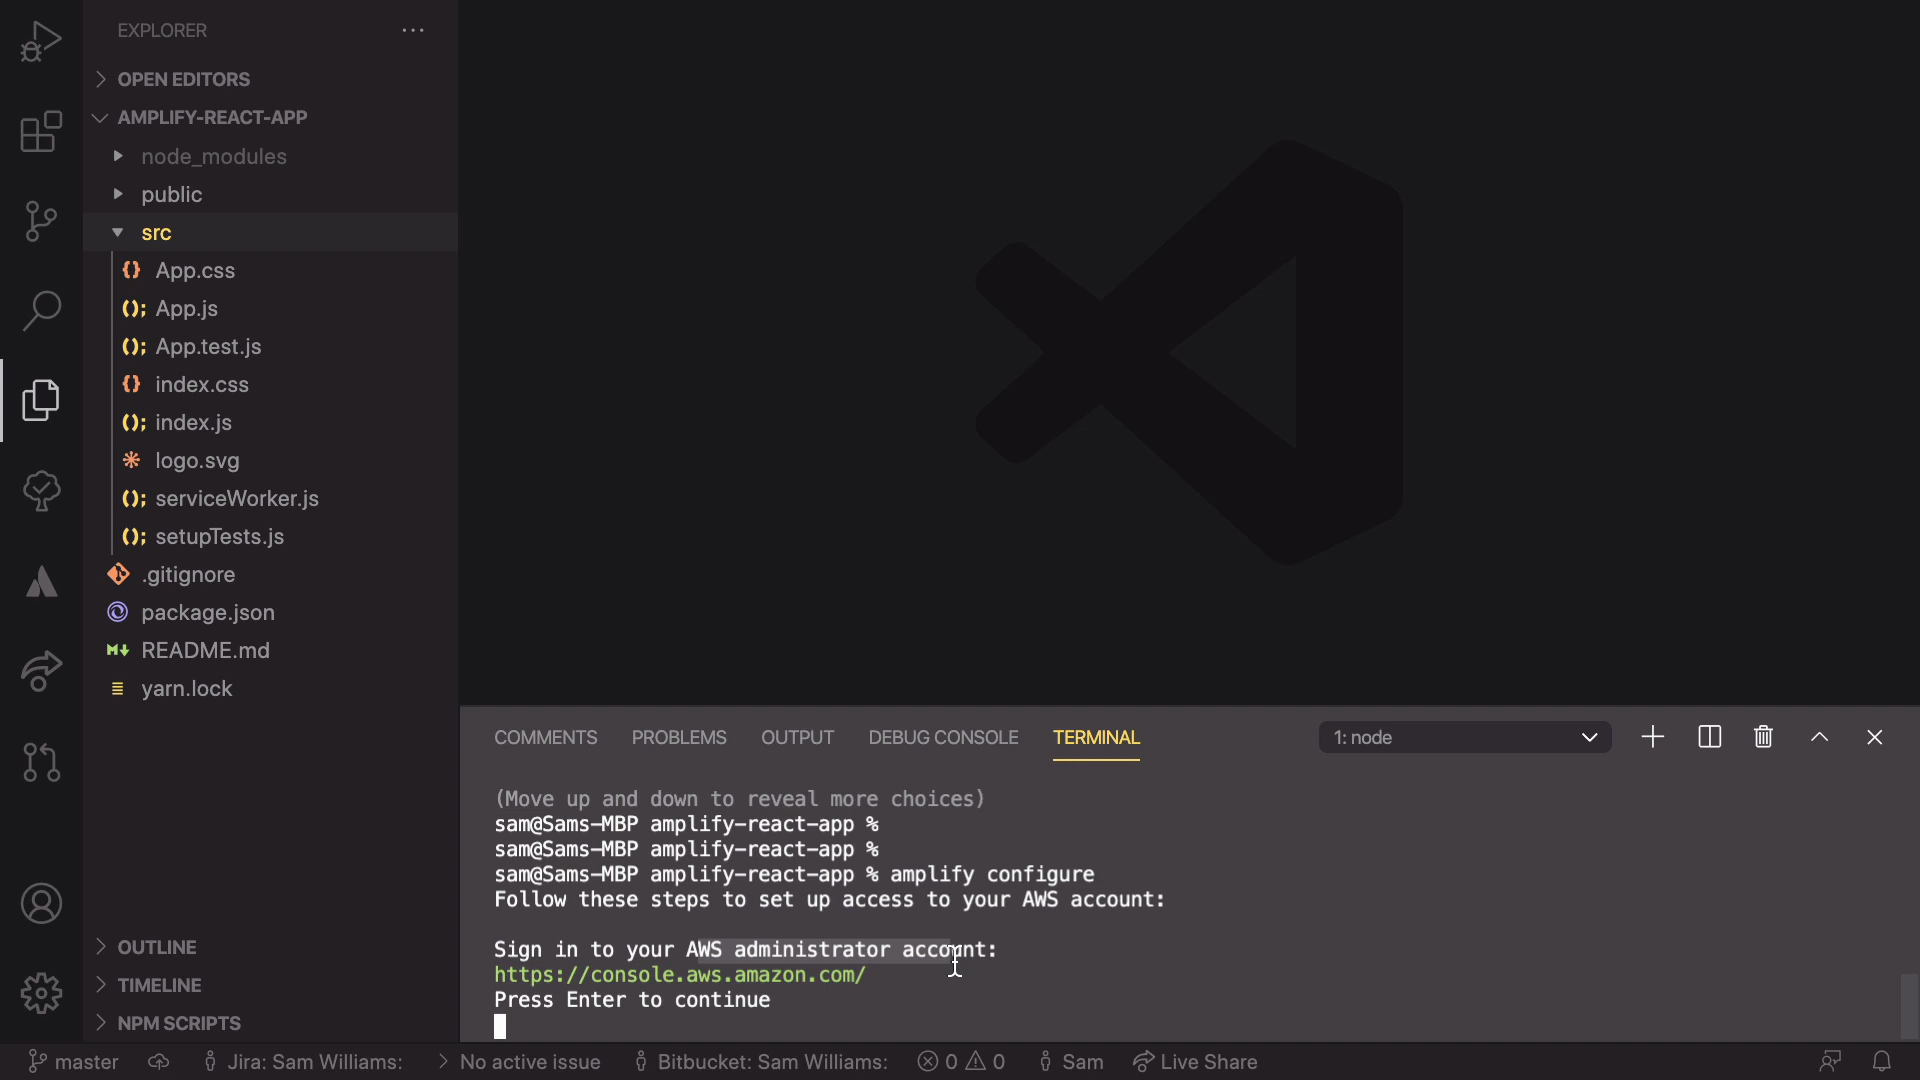 EXPLORER
OPEN EDITORS
AMPLIFY-REACT-APP
node_modules
public
src
App.css
App.js
App.test.js
index.css
index.js
logo.svg
serviceWorker.js
setupTests.js
.gitignore
package.json
README.md
yarn.lock
OUTLINE
TIMELINE
NPM SCRIPTS
COMMENTS PROBLEMS OUTPUT DEBUG CONSOLE TERMINAL 1: node
(Move up and down to reveal more choices)
sam@Sams-MBP amplify-react-app %
sam@Sams-MBP amplify-react-app %
sam@Sams-MBP amplify-react-app % amplify configure
Follow these steps to set up access to your AWS account:
Sign in to your AWS administrator account:
https://console.aws.amazon.com/
Press Enter to continue
master Jira: Sam Williams: No active issue Bitbucket: Sam Williams: 0 0 Sam Live Share